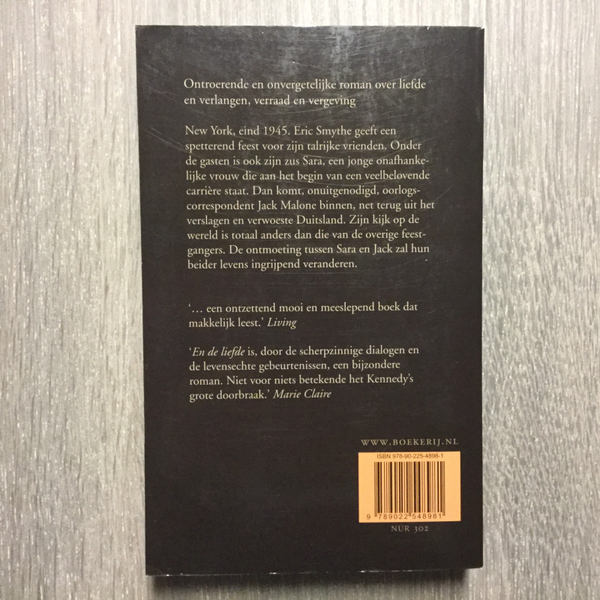 Ontroerende en onvergetelijke roman over liefde
en verlangen, verraad en vergeving
New York, eind 1945. Eric Smythe geeft een
spetterend feest voor zijn talrijke vrienden. Onder
de gasten is ook zijn zus Sara, een jonge onafhanke-
lijke vrouw die aan het begin van een veelbelovende
carrière staat. Dan komt, onuitgenodigd, oorlogs-
correspondent Jack Malone binnen, net terug uit het
verslagen en verwoeste Duitsland. Zijn kijk op de
wereld is totaal anders dan die van de overige feest-
gangers. De ontmoeting tussen Sara en Jack zal hun
beider levens ingrijpend veranderen.
‘… een ontzettend mooi en meeslepend boek dat
makkelijk leest.’ Living
‘En de liefde is, door de scherpzinnige dialogen en
de levensechte gebeurtenissen, een bijzondere
roman. Niet voor niets betekende het Kennedy’s
grote doorbraak.’ Marie Claire
WWW.BOEKERIJ.NL
ISBN 978-90-225-4898-1
9 789022 548981
NUR 302